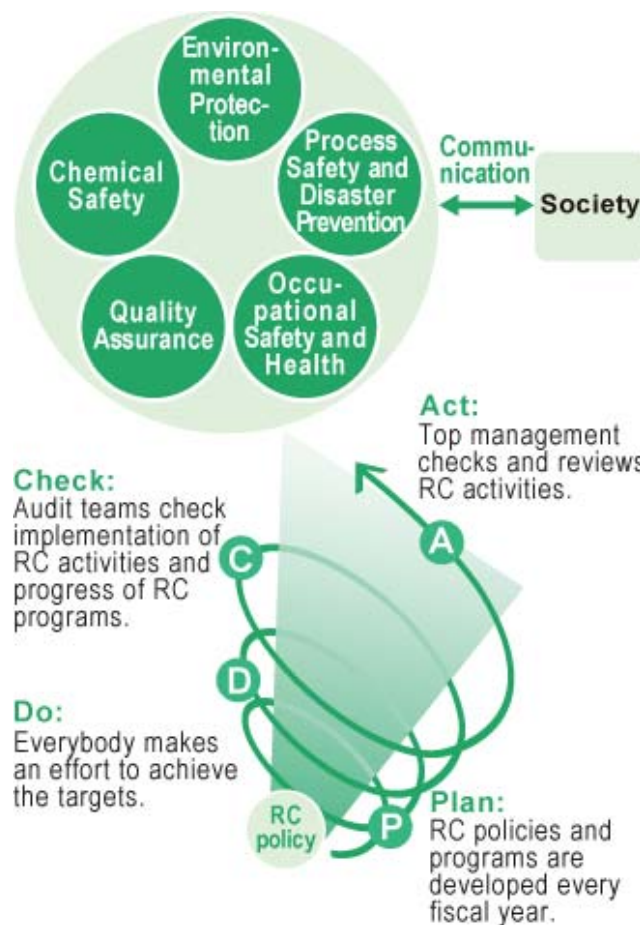 Environ-
mental
Protec-
tion
Chemical
Safety
Process
Safety and
Disaster
Prevention
Quality
Assurance
Occu-
pational
Safety and
Health
Commu-
nication
Society
Act:
Top management
checks and reviews
RC activities.
Check:
Audit teams check
implementation of
RC activities and
progress of RC
programs.
A
C
D
Do:
Everybody makes
an effort to achieve
the targets.
RC
policy
P
Plan:
RC policies and
programs are
developed every
fiscal year.